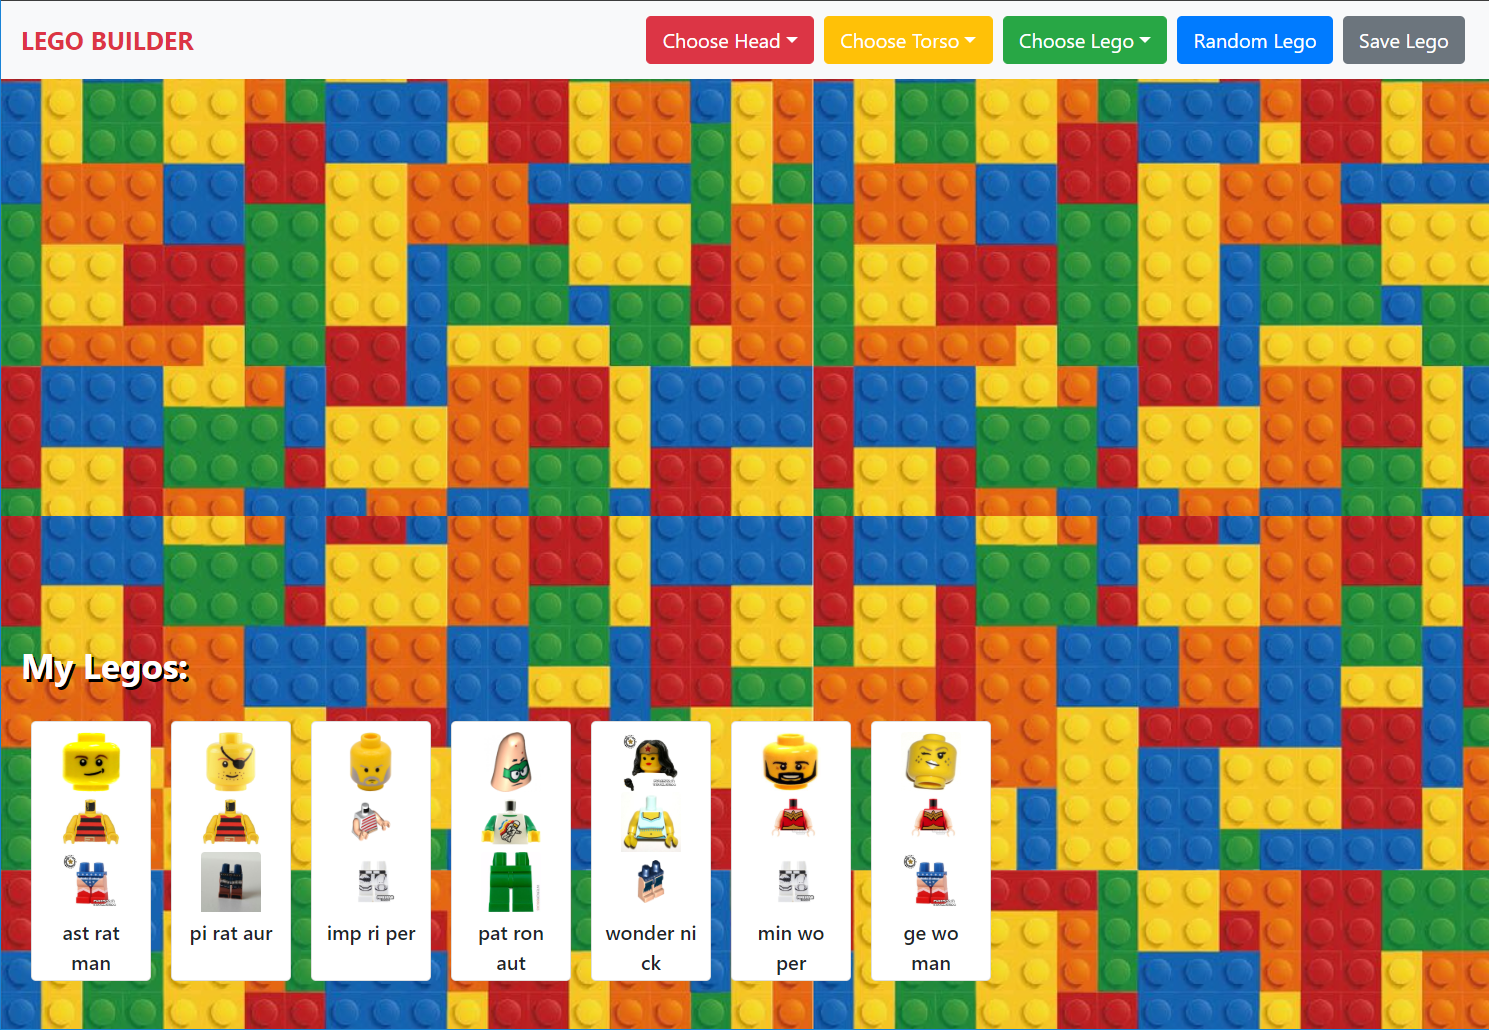 LEGO BUILDER
Choose Head
Choose Torso
Choose Lego
Random Lego
Save Lego
My Legos:
ast rat
man
pi rat aur
imp ri per
pat ron
aut
wonder ni
ck
min wo
per
ge wo
man